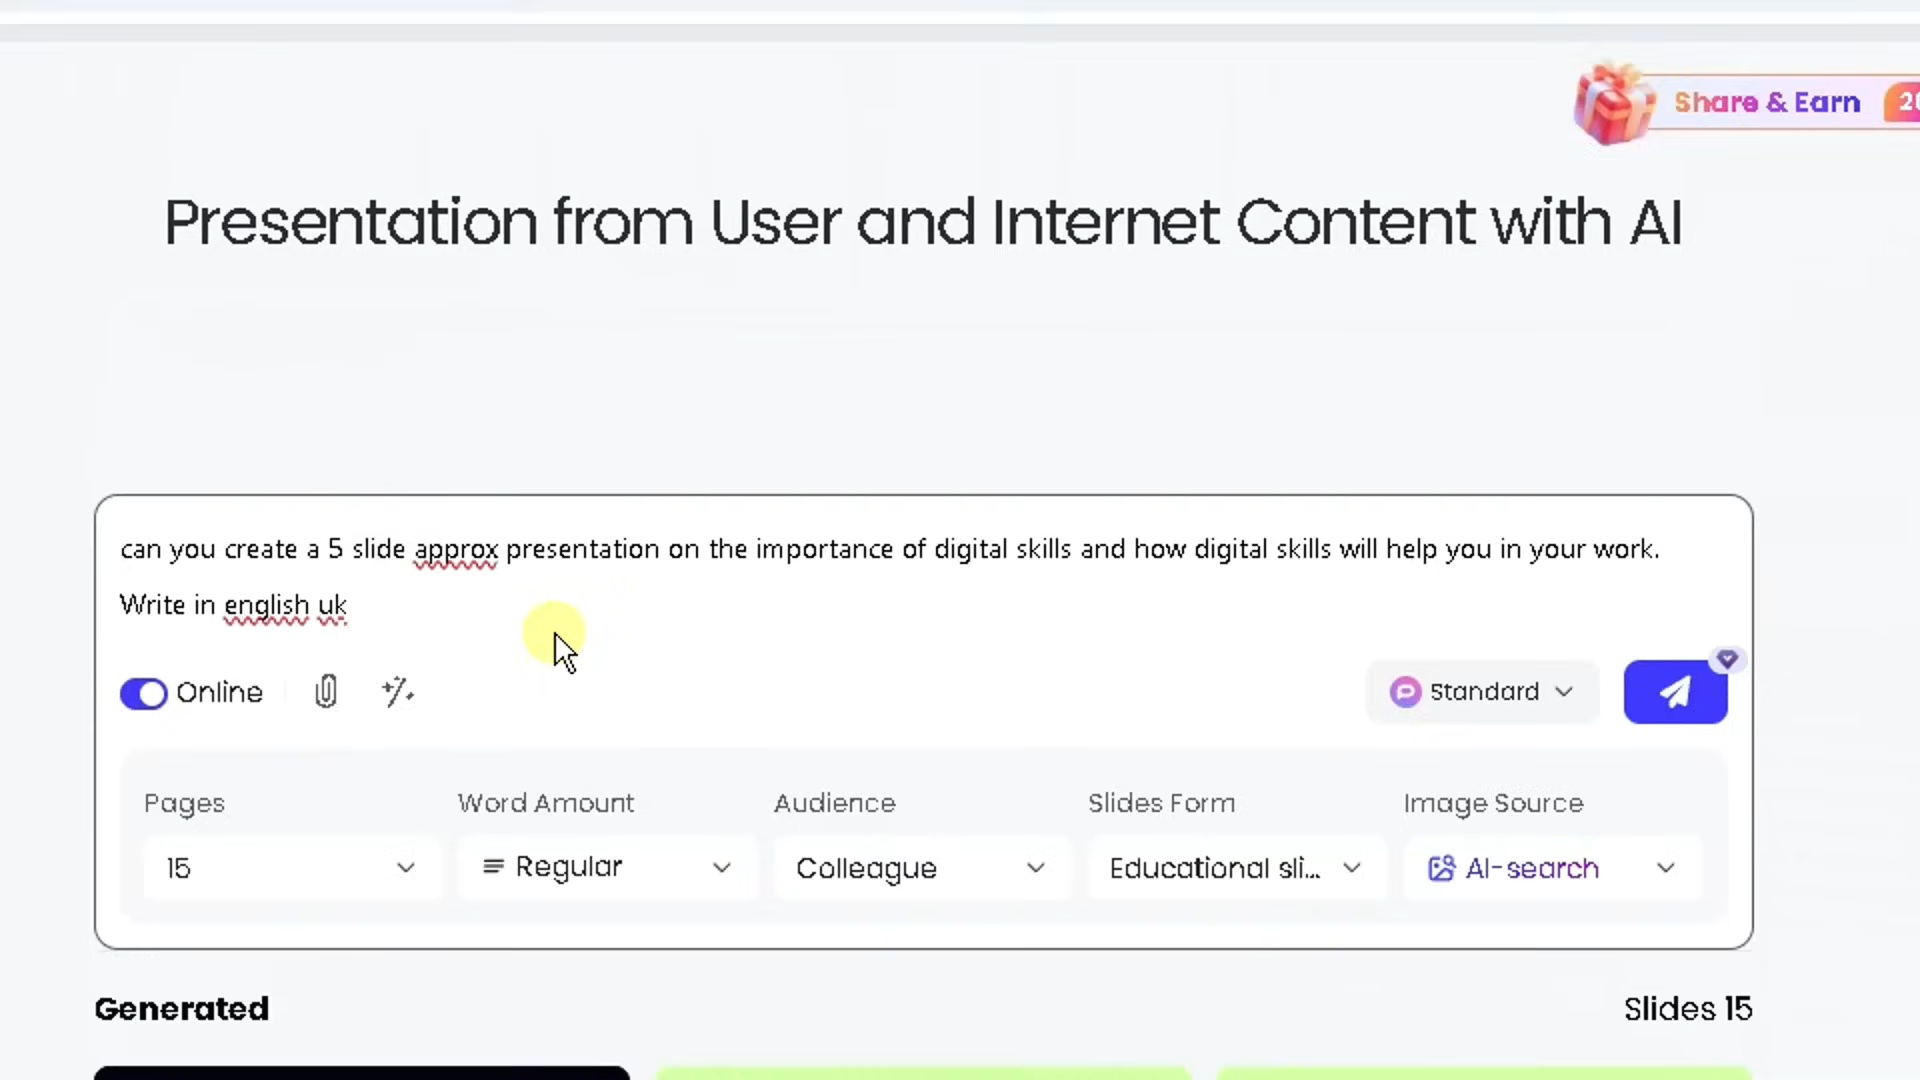 Share & Earn
Presentation from User and Internet Content with AI
can you create a 5 slide approx presentation on the importance of digital skills and how digital skills will help you in your work.
Write in english uk
Online
Standard
Pages
Word Amount
Audience
Slides Form
Image Source
15
Regular
Colleague
Educational sli...
AI-search
Generated
Slides 15